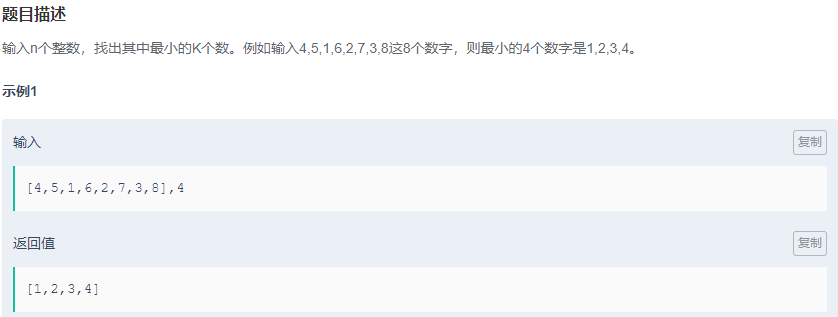 题目描述
输入n个整数，找出其中最小的K个数。例如输入4,5,1,6,2,7,3,8这8个数字，则最小的4个数字是1,2,3,4。
示例1
输入
复制
[4,5,1,6,2,7,3,8],4
返回值
复制
[1,2,3,4]